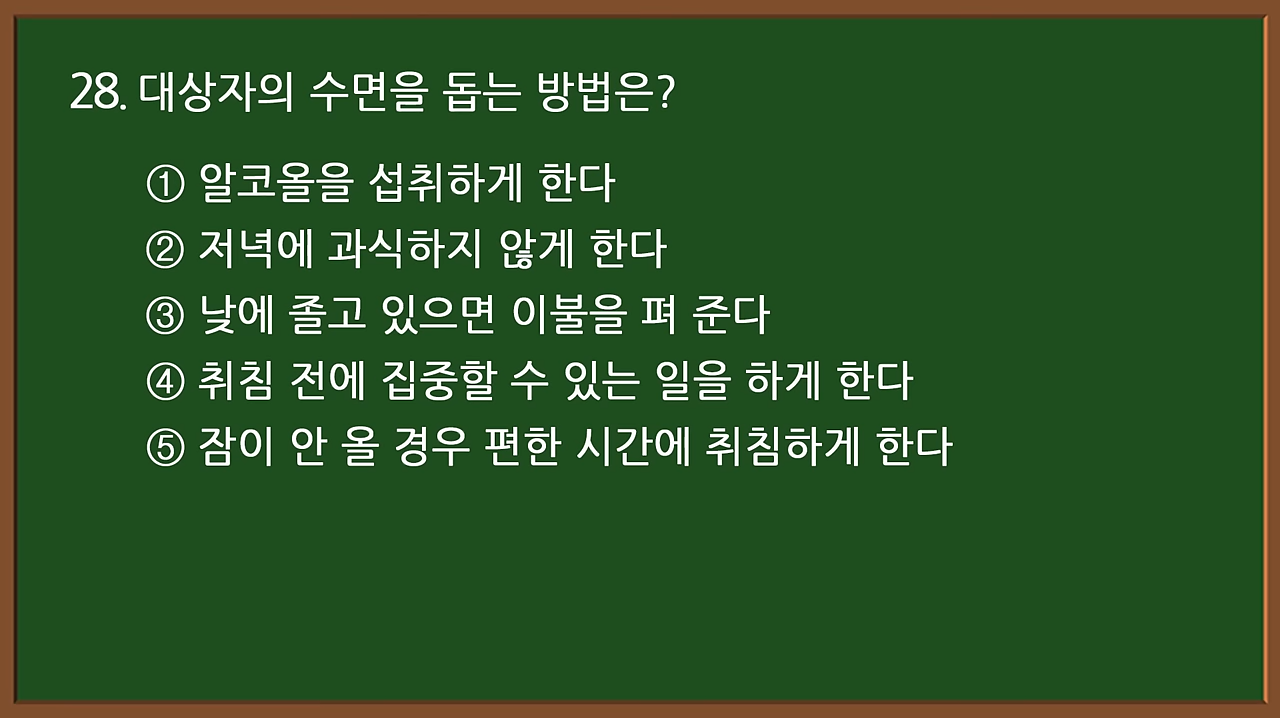 28. 대상자의 수면을 돕는 방법은?
① 알코올을 섭취하게 한다
② 저녁에 과식하지 않게 한다
③ 낮에 졸고 있으면 이불을 펴 준다
④ 취침 전에 집중할 수 있는 일을 하게 한다
⑤ 잠이 안 올 경우 편한 시간에 취침하게 한다